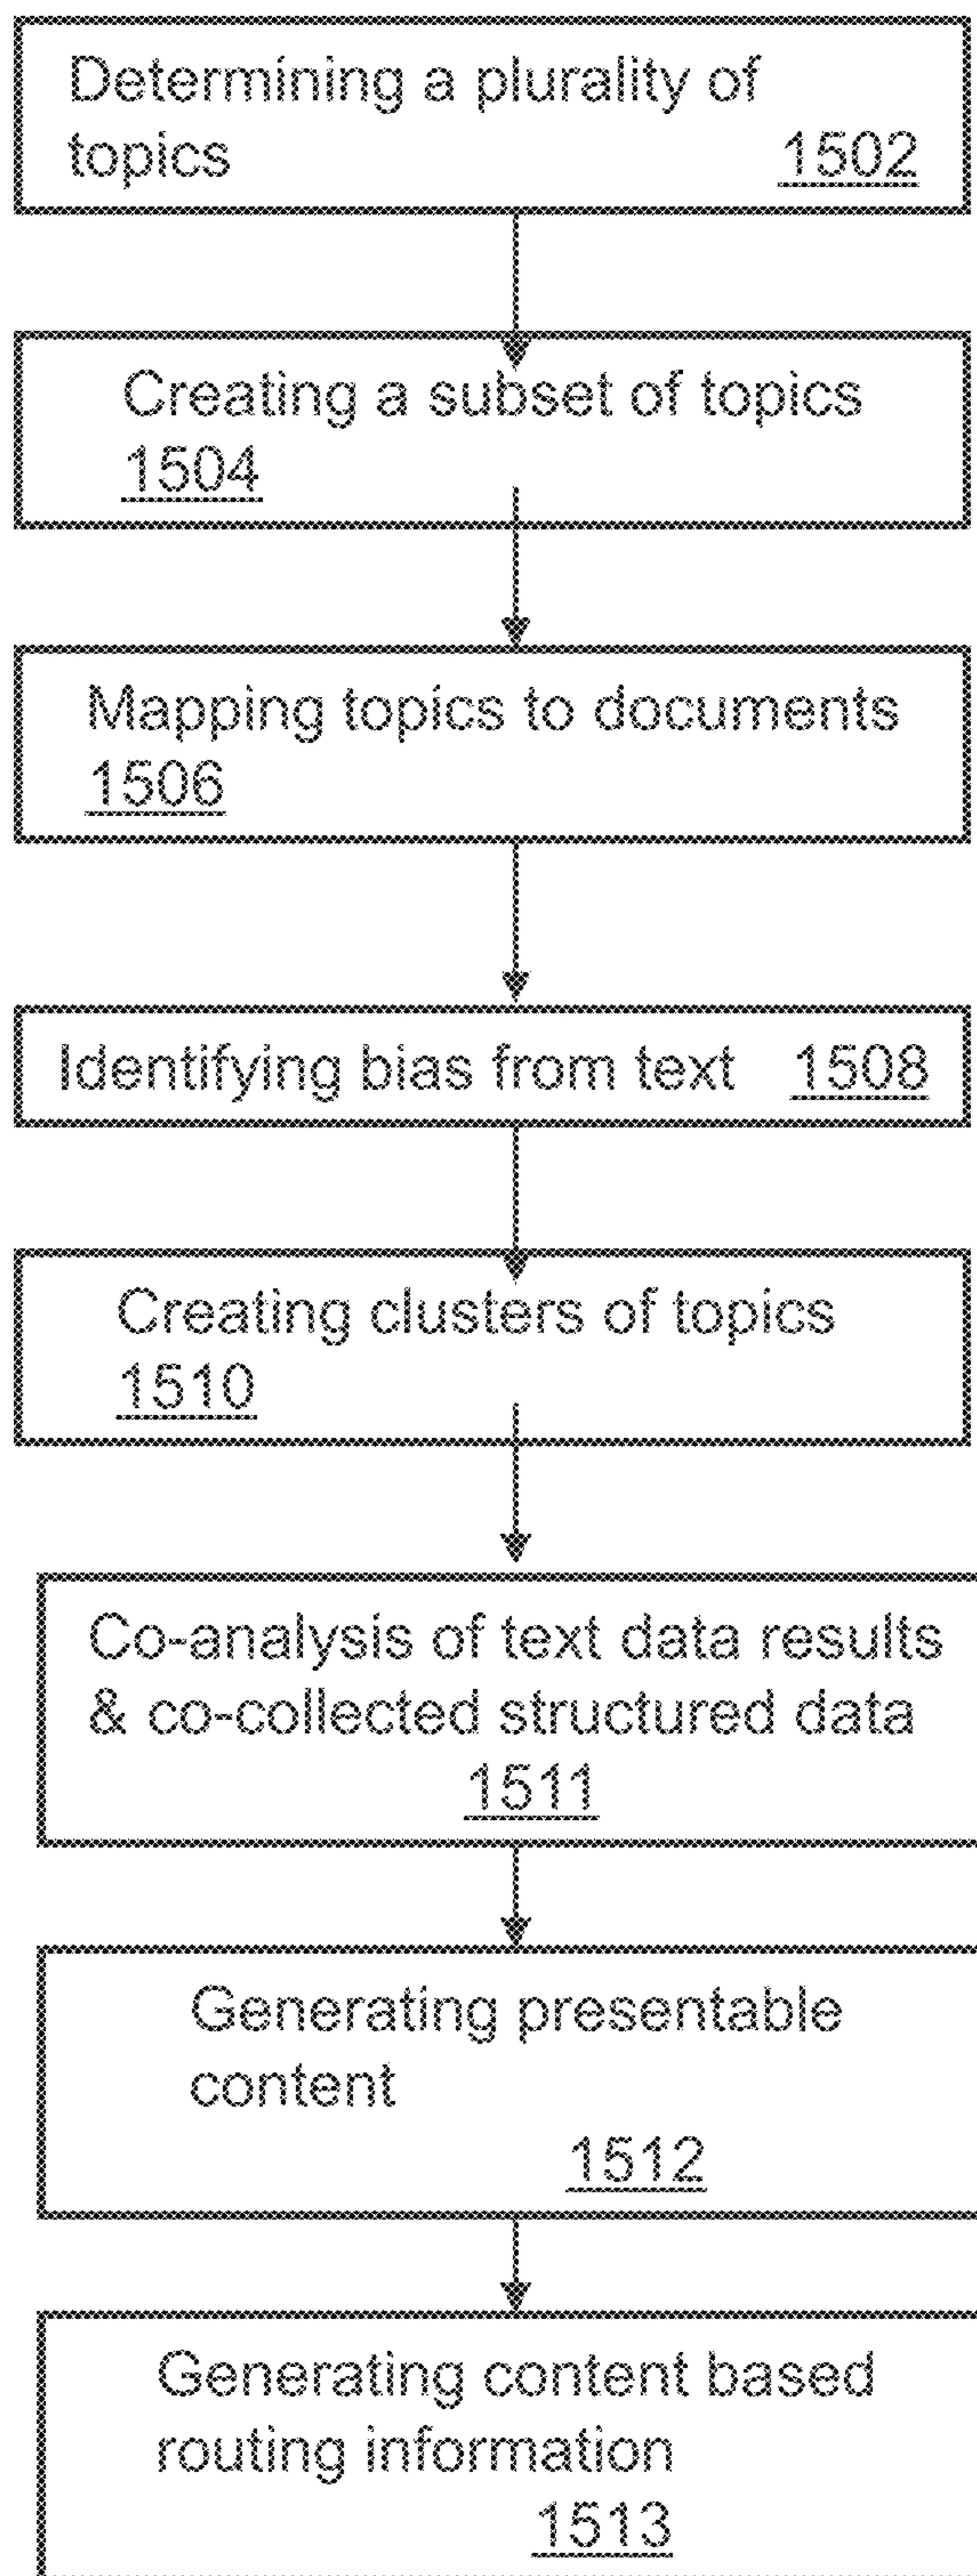 Determining a plurality of
topics 1502
Creating a subset of topics
1504
Mapping topics to documents
1506
Identifying bias from text 1508
Creating clusters of topics
1510
Co-analysis of text data results
& co-collected structured data
1511
Generating presentable
content
1512
Generating content based
routing information
1513